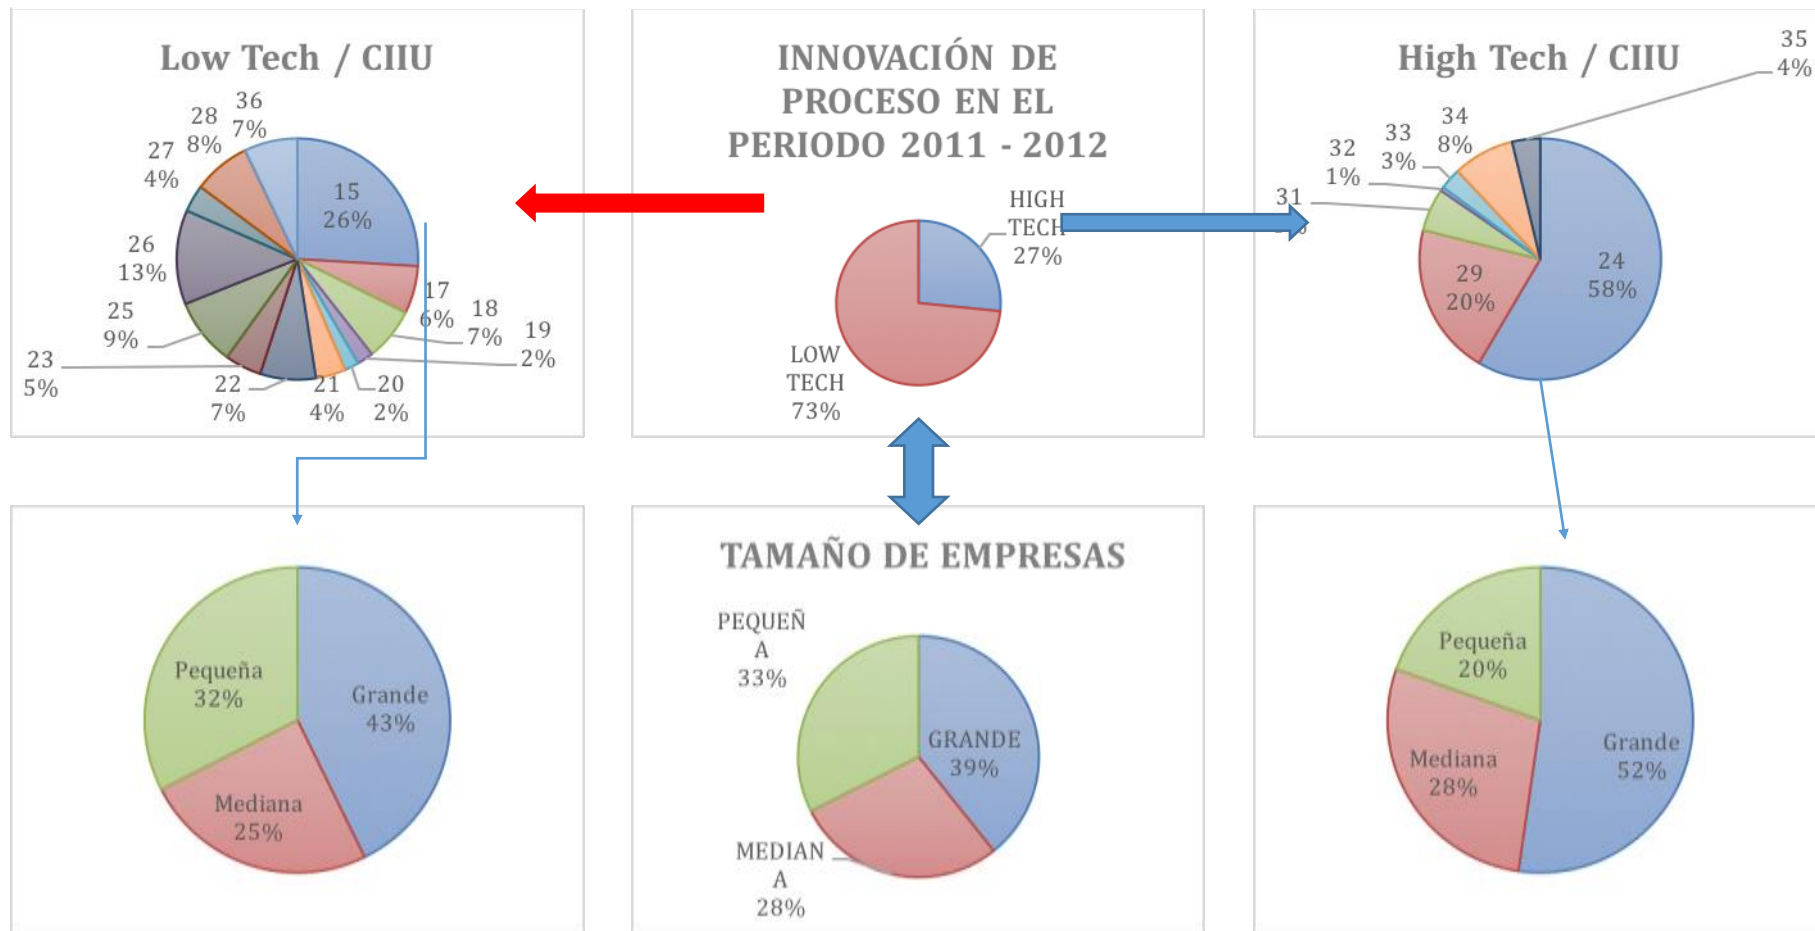 Low Tech / CIIU
36
7%
28
8%
27
4%
15
26%
26
13%
25
9%
23
5%
22
7%
21
4%
20
2%
19
2%
18
7%
17
6%
INNOVACIÓN DE
PROCESO EN EL
PERIODO 2011 - 2012
HIGH
TECH
27%
LOW
TECH
73%
High Tech / CIIU
35
4%
34
8%
33
3%
32
1%
31
29
20%
24
58%
Pequeña
32%
Grande
43%
Mediana
25%
TAMAÑO DE EMPRESAS
PEQUEÑ
A
33%
GRANDE
39%
MEDIAN
A
28%
Pequeña
20%
Mediana
28%
Grande
52%